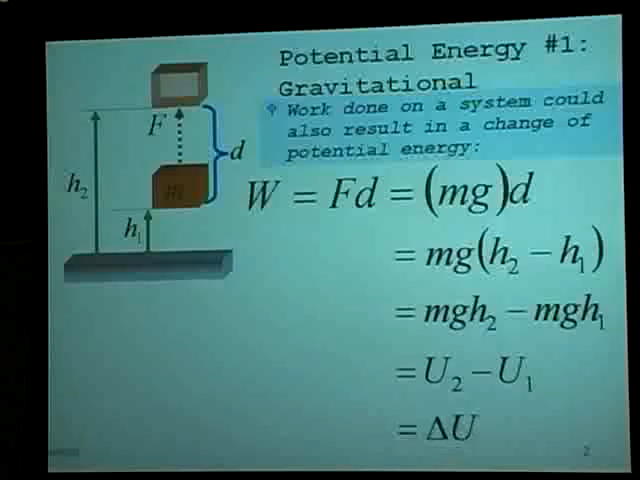 Potential Energy #1:
Gravitational
Work done on a system could
also result in a change of
potential energy:
F
d
h₂
m
h₁
W = Fd = (mg)d
= mg(h₂ − h₁)
= mgh₂ − mgh₁
= U₂ − U₁
= ΔU
2